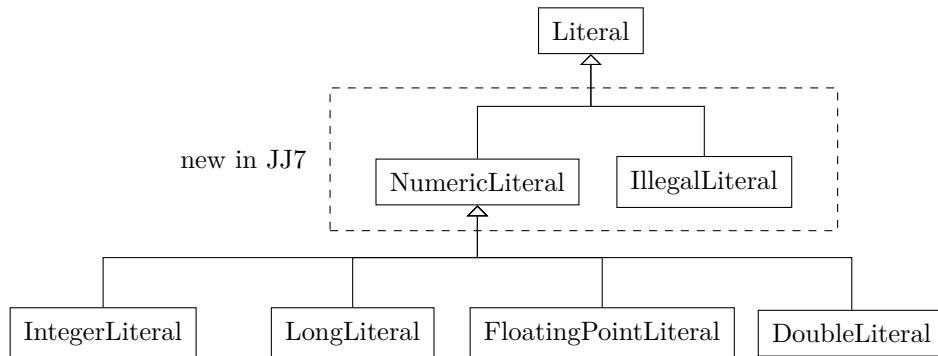 Literal
new in JJ7
NumericLiteral
IllegalLiteral
IntegerLiteral
LongLiteral
FloatingPointLiteral
DoubleLiteral